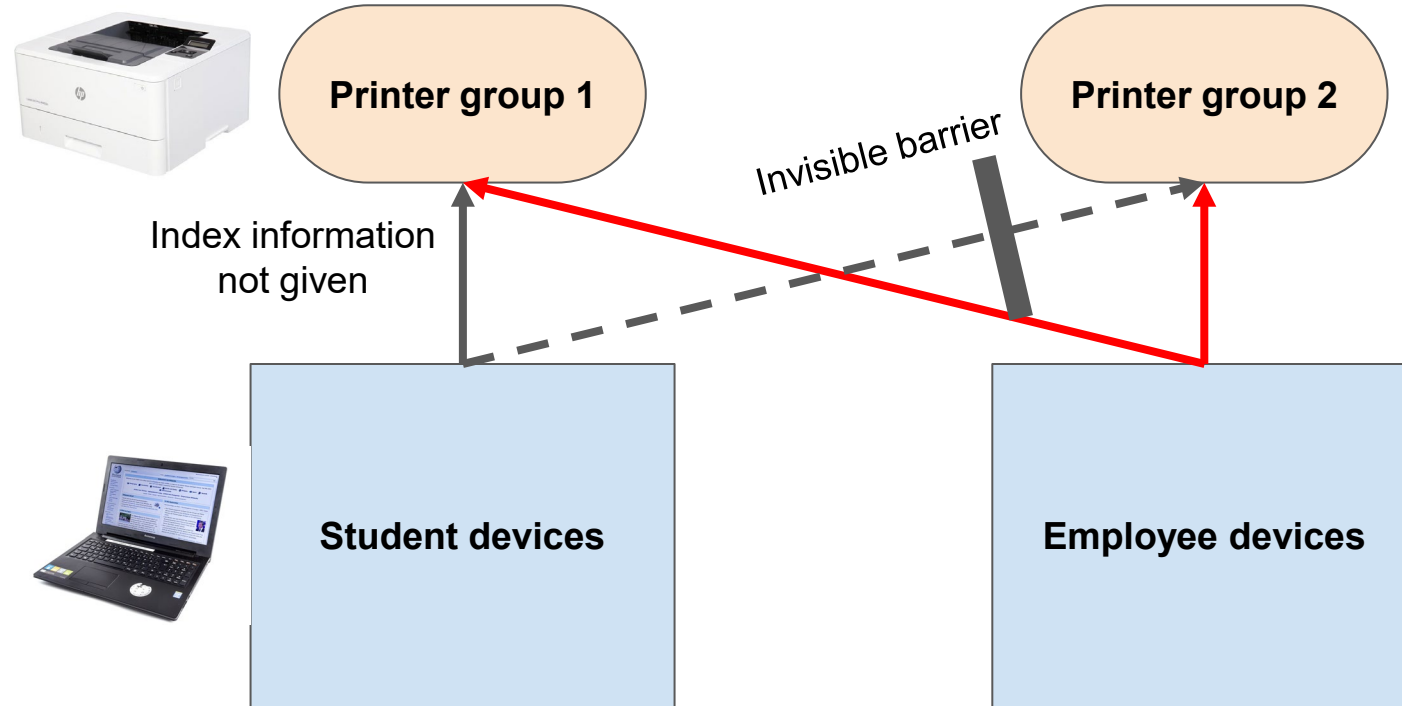 Printer group 1
Printer group 2
Invisible barrier
Index information
not given
Student devices
Employee devices